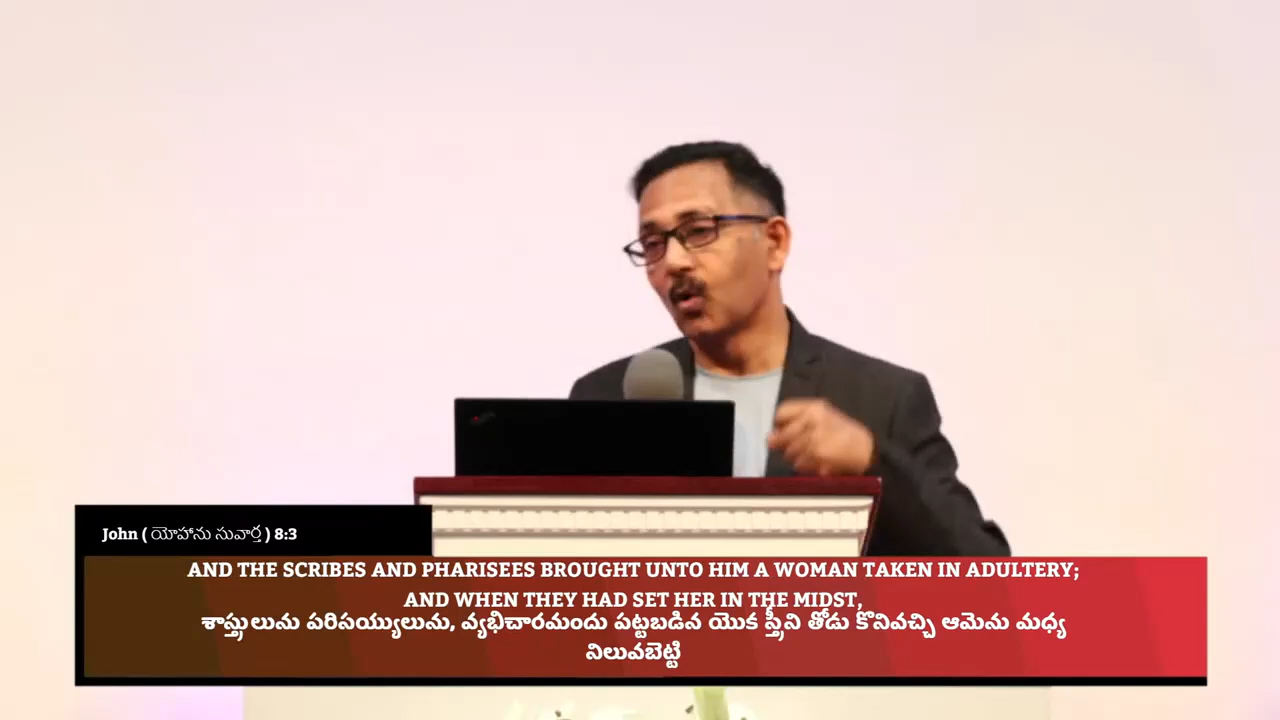 John ( యోహాను సువార్త ) 8:3
AND THE SCRIBES AND PHARISEES BROUGHT UNTO HIM A WOMAN TAKEN IN ADULTERY;
AND WHEN THEY HAD SET HER IN THE MIDST,
శాస్త్రులును పరిసయ్యులును, వ్యభిచారమందు పట్టబడిన యొక స్త్రీని తోడు కొనివచ్చి ఆమెను మధ్య
నిలువబెట్టి